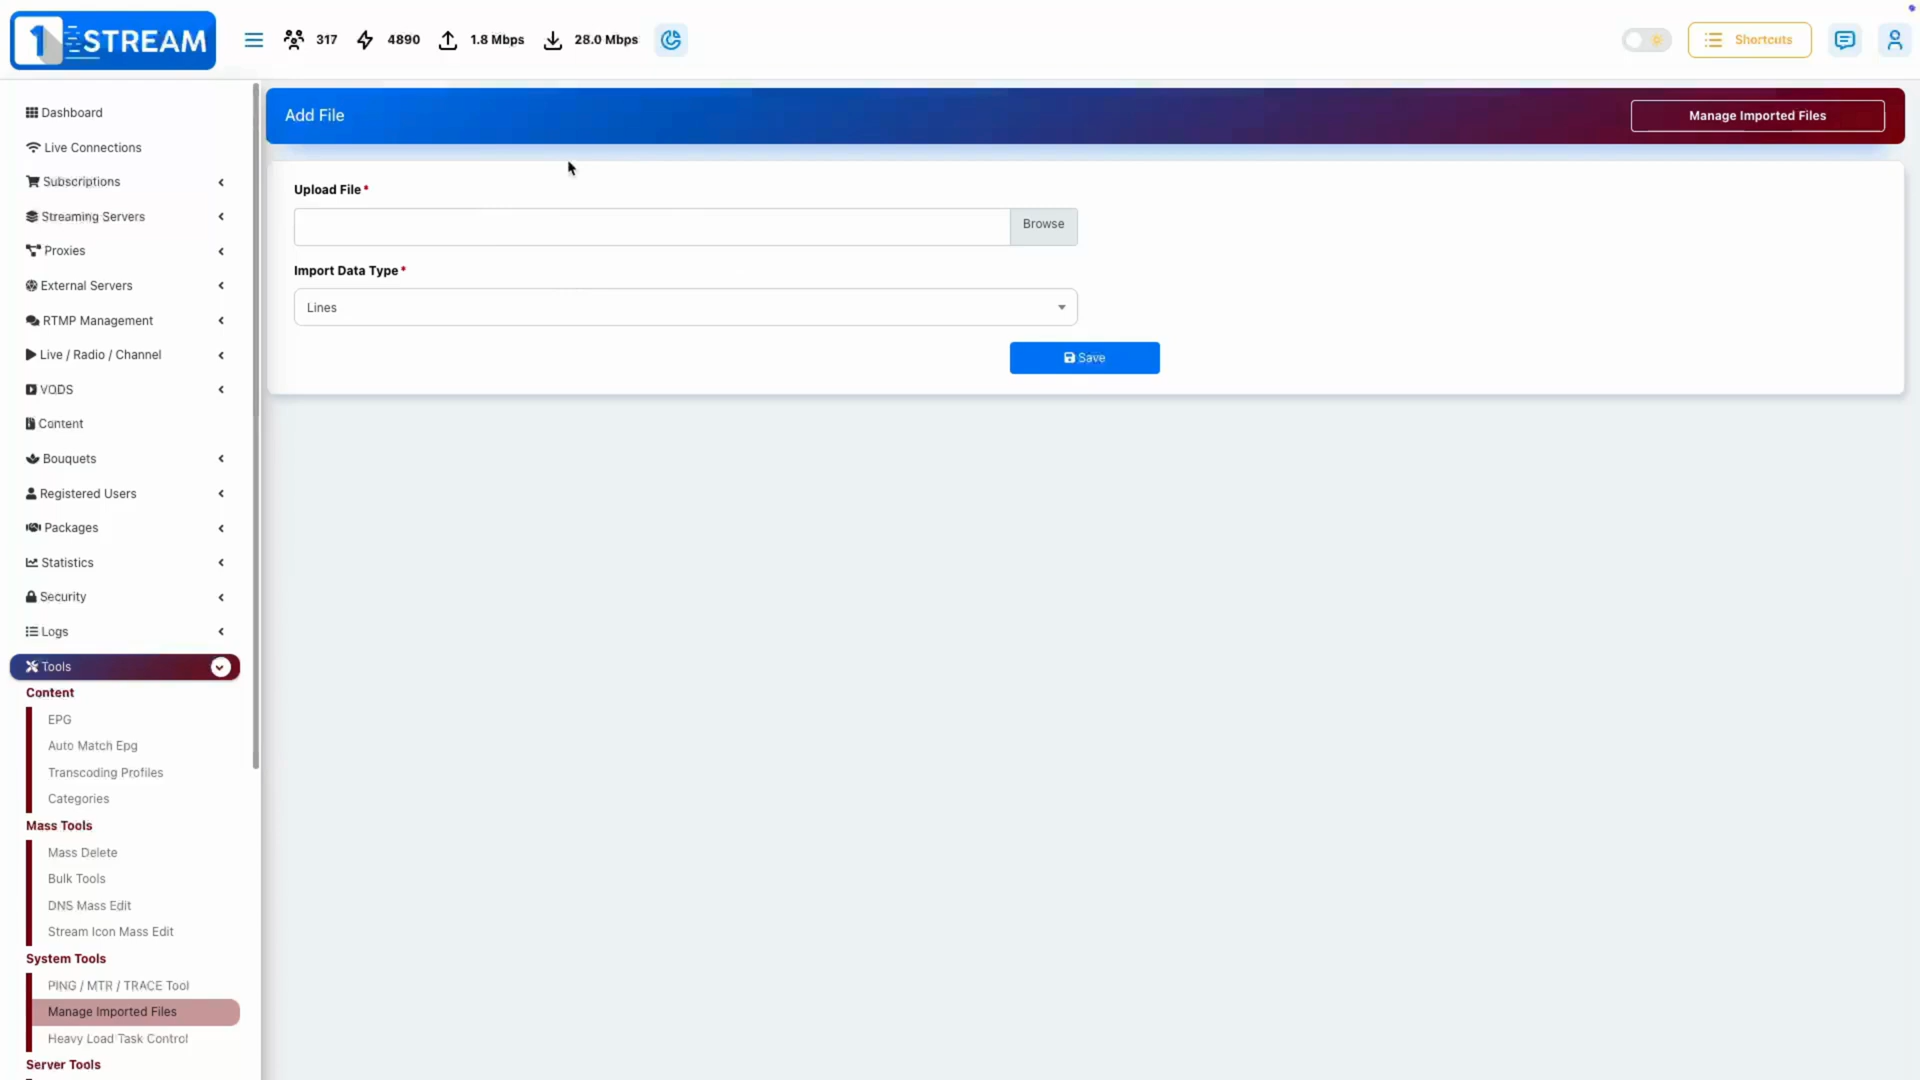 1 STREAM
317
4890
1.8 Mbps
28.0 Mbps
Shortcuts
Dashboard
Live Connections
Subscriptions
Streaming Servers
Proxies
External Servers
RTMP Management
Live / Radio / Channel
VODS
Content
Bouquets
Registered Users
Packages
Statistics
Security
Logs
Tools
Content
EPG
Auto Match Epg
Transcoding Profiles
Categories
Mass Tools
Mass Delete
Bulk Tools
DNS Mass Edit
Stream Icon Mass Edit
System Tools
PING / MTR / TRACE Tool
Manage Imported Files
Heavy Load Task Control
Server Tools
Add File
Manage Imported Files
Upload File *
Browse
Import Data Type *
Lines
Save